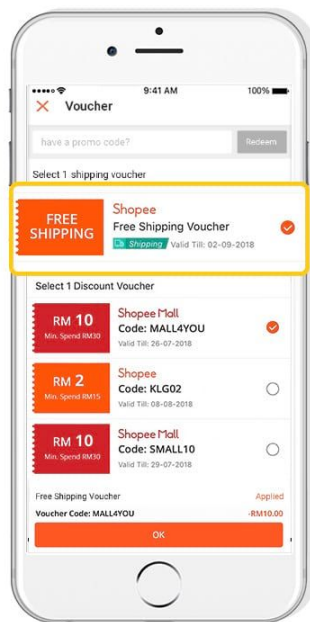 9:41 AM
100%
Voucher
have a promo code?
Redeem
Select 1 shipping voucher
FREE
SHIPPING
Shopee
Free Shipping Voucher
Shipping Valid Till: 02-09-2018
Select 1 Discount Voucher
RM 10
Min. Spend RM30
Shopee Mall
Code: MALL4YOU
Valid Till: 26-07-2018
RM 2
Min. Spend RM15
Shopee
Code: KLG02
Valid Till: 08-08-2018
RM 10
Min. Spend RM30
Shopee Mall
Code: SMALL10
Valid Till: 29-07-2018
Free Shipping Voucher
Applied
Voucher Code: MALL4YOU
-RM10.00
OK